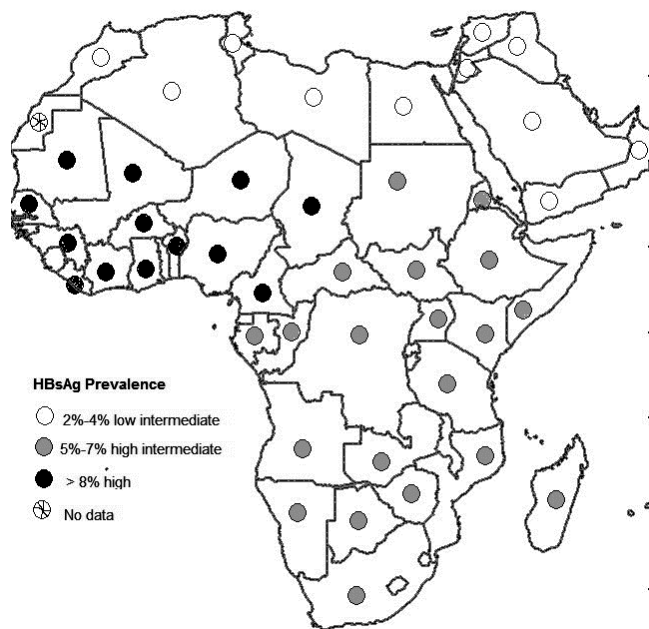 HBsAg Prevalence
2%-4% low intermediate
5%-7% high intermediate
> 8% high
No data